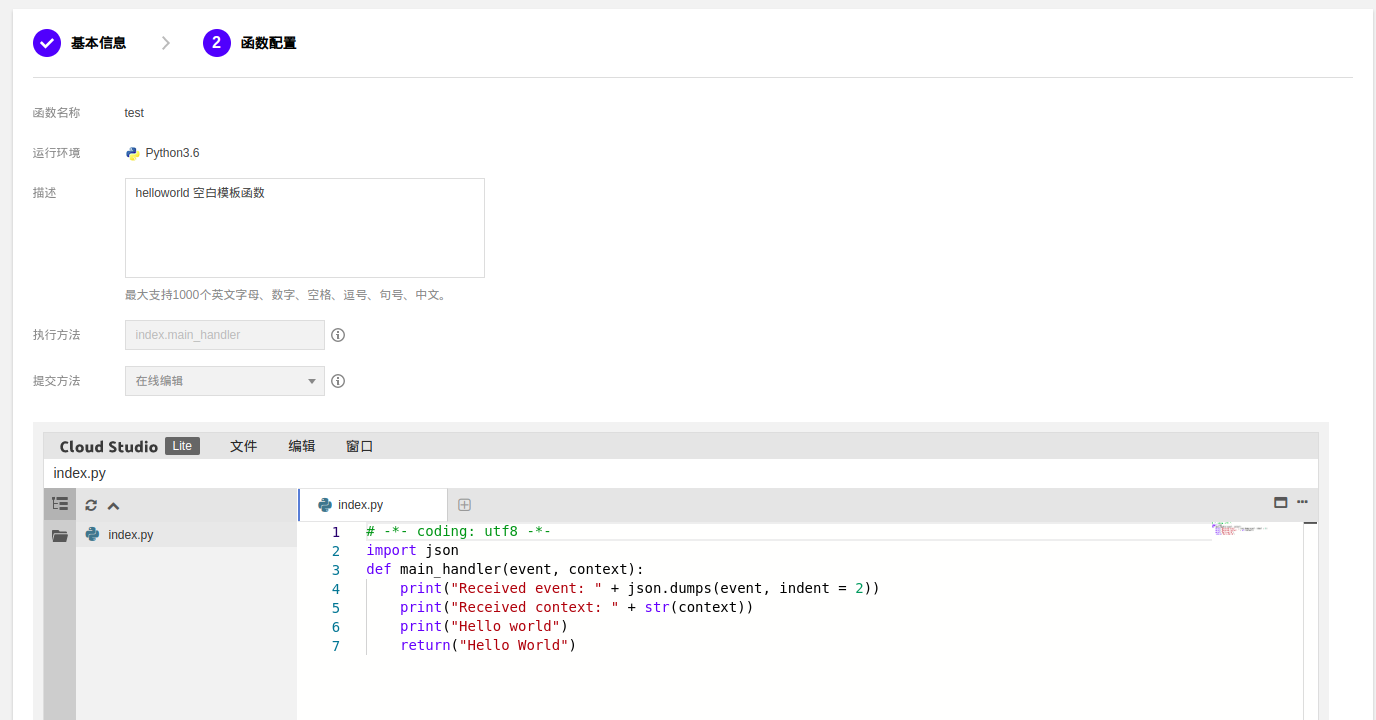 基本信息
2 函数配置
函数名称 test
运行环境 Python3.6
描述 helloworld 空白模板函数
最大支持1000个英文字母、数字、空格、逗号、句号、中文。
执行方法 index.main_handler
提交方法 在线编辑
Cloud Studio Lite 文件 编辑 窗口
index.py
index.py
index.py
1 # -*- coding: utf8 -*-
2 import json
3 def main_handler(event, context):
4     print("Received event: " + json.dumps(event, indent = 2))
5     print("Received context: " + str(context))
6     print("Hello world")
7     return("Hello World")